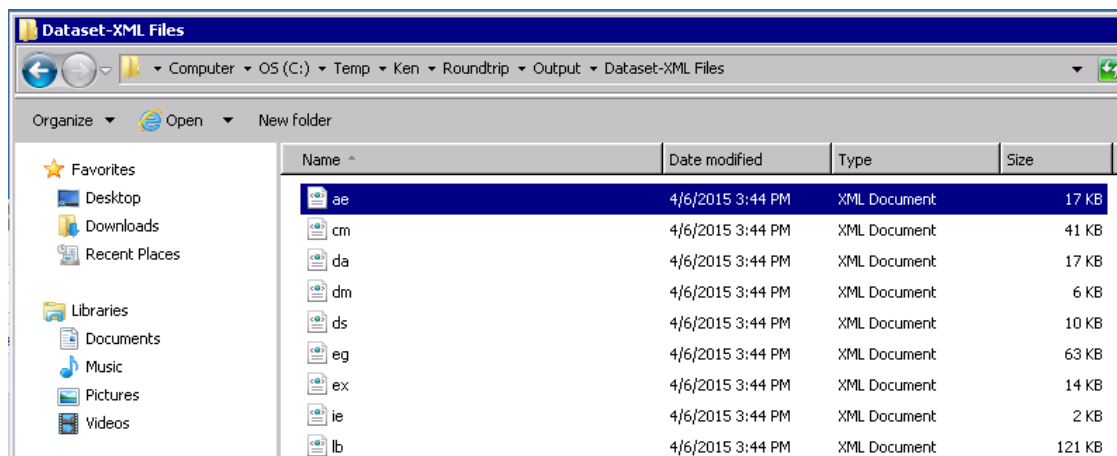 Dataset-XML Files
Computer OS (C:) Temp Ken Roundtrip Output Dataset-XML Files
Organize Open New folder
Favorites
Desktop
Downloads
Recent Places
Libraries
Documents
Music
Pictures
Videos
Name Date modified Type Size
ae 4/6/2015 3:44 PM XML Document 17 KB
cm 4/6/2015 3:44 PM XML Document 41 KB
da 4/6/2015 3:44 PM XML Document 17 KB
dm 4/6/2015 3:44 PM XML Document 6 KB
ds 4/6/2015 3:44 PM XML Document 10 KB
eg 4/6/2015 3:44 PM XML Document 63 KB
ex 4/6/2015 3:44 PM XML Document 14 KB
ie 4/6/2015 3:44 PM XML Document 2 KB
lb 4/6/2015 3:44 PM XML Document 121 KB